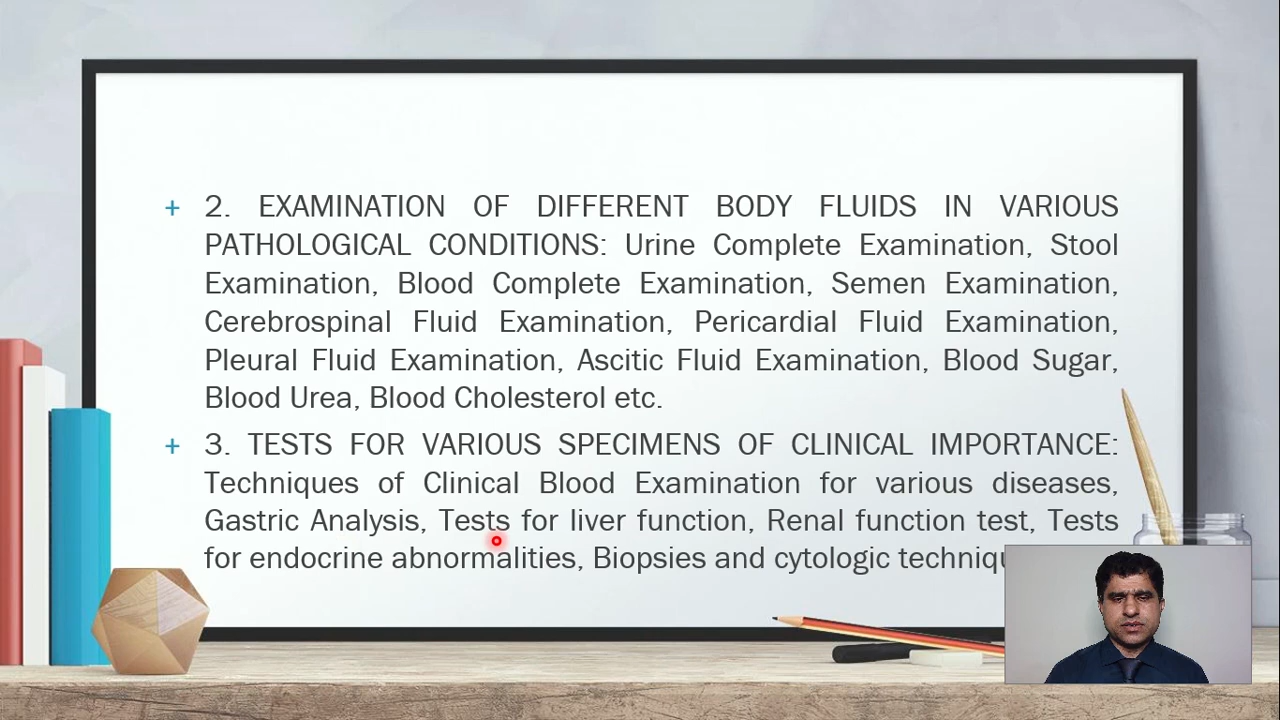 + 2. EXAMINATION OF DIFFERENT BODY FLUIDS IN VARIOUS
PATHOLOGICAL CONDITIONS: Urine Complete Examination, Stool
Examination, Blood Complete Examination, Semen Examination,
Cerebrospinal Fluid Examination, Pericardial Fluid Examination,
Pleural Fluid Examination, Ascitic Fluid Examination, Blood Sugar,
Blood Urea, Blood Cholesterol etc.
+ 3. TESTS FOR VARIOUS SPECIMENS OF CLINICAL IMPORTANCE:
Techniques of Clinical Blood Examination for various diseases,
Gastric Analysis, Tests for liver function, Renal function test, Tests
for endocrine abnormalities, Biopsies and cytologic